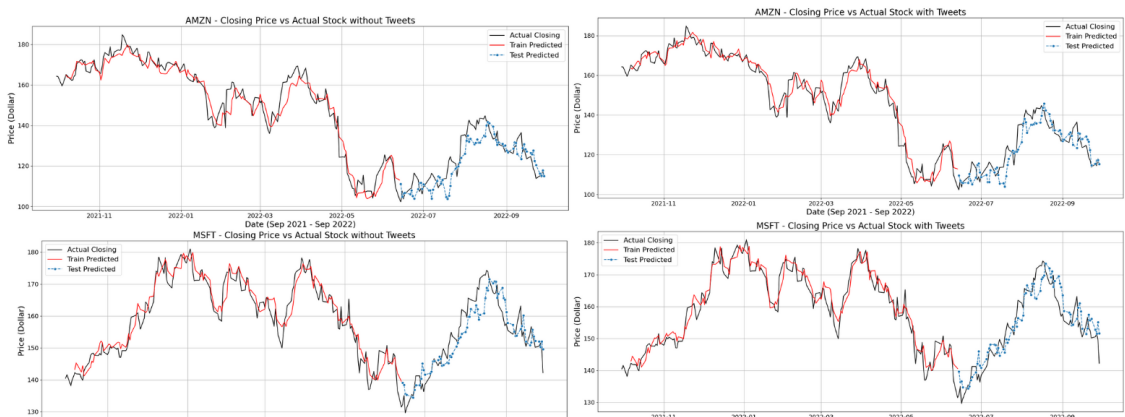 AMZN - Closing Price vs Actual Stock without Tweets
Price (Dollar)
180
160
140
120
100
Actual Closing
Train Predicted
Test Predicted
2021-11
2022-01
2022-03
2022-05
2022-07
2022-09
Date (Sep 2021 - Sep 2022)
AMZN - Closing Price vs Actual Stock with Tweets
Price (Dollar)
180
160
140
120
100
Actual Closing
Train Predicted
Test Predicted
2021-11
2022-01
2022-03
2022-05
2022-07
2022-09
MSFT - Closing Price vs Actual Stock without Tweets
Price (Dollar)
180
170
160
150
140
130
Actual Closing
Train Predicted
Test Predicted
MSFT - Closing Price vs Actual Stock with Tweets
Price (Dollar)
180
170
160
150
140
130
Actual Closing
Train Predicted
Test Predicted